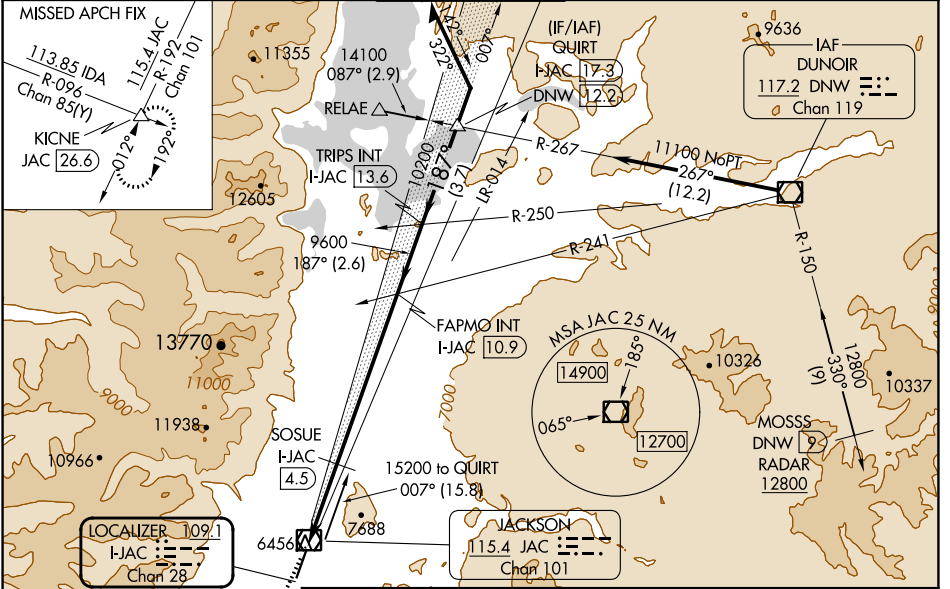 MISSED APCH FIX
113.85 IDA
R-096
Chan 85(Y)
115.4 JAC
R-192
Chan 101
KICNE
JAC 26.6
012°
192°
11355
14100
087° (2.9)
RELAE
142°
322°
007°
(IF/IAF)
QUIRT
I-JAC 17.3
DNW 12.2
9636
IAF
DUNOIR
117.2 DNW
Chan 119
TRIPS INT
I-JAC 13.6
10200
187°
(3.7)
LR-014
R-267
11100 NoPT
267°
(12.2)
R-250
R-241
R-150
12605
9600
187° (2.6)
FAPMO INT
I-JAC 10.9
13770
11000
9000
11938
10966
7000
MSA JAC 25 NM
185°
14900
065°
12700
10326
12800
330°
(9)
9000
10337
MOSSS
DNW 9
RADAR
12800
SOSUE
I-JAC
4.5
15200 to QUIRT
007° (15.8)
7688
6456
LOCALIZER 109.1
I-JAC
Chan 28
JACKSON
115.4 JAC
Chan 101